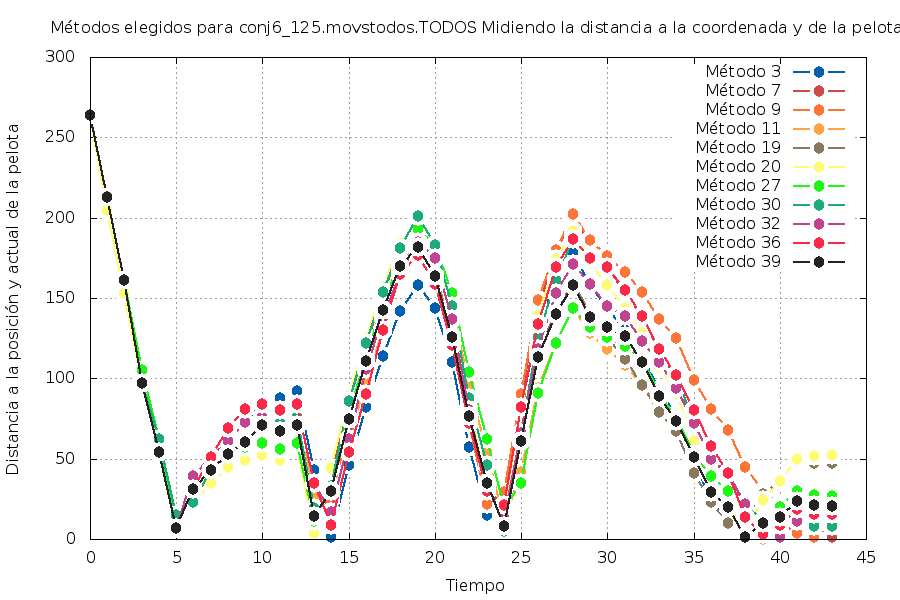 Métodos elegidos para conj6_125.movstodos.TODOS Midiendo la distancia a la coordenada y de la pelota
300
250
200
150
100
50
0
0 5 10 15 20 25 30 35 40 45
Distancia a la posición y actual de la pelota
Tiempo
Método 3
Método 7
Método 9
Método 11
Método 19
Método 20
Método 27
Método 30
Método 32
Método 36
Método 39